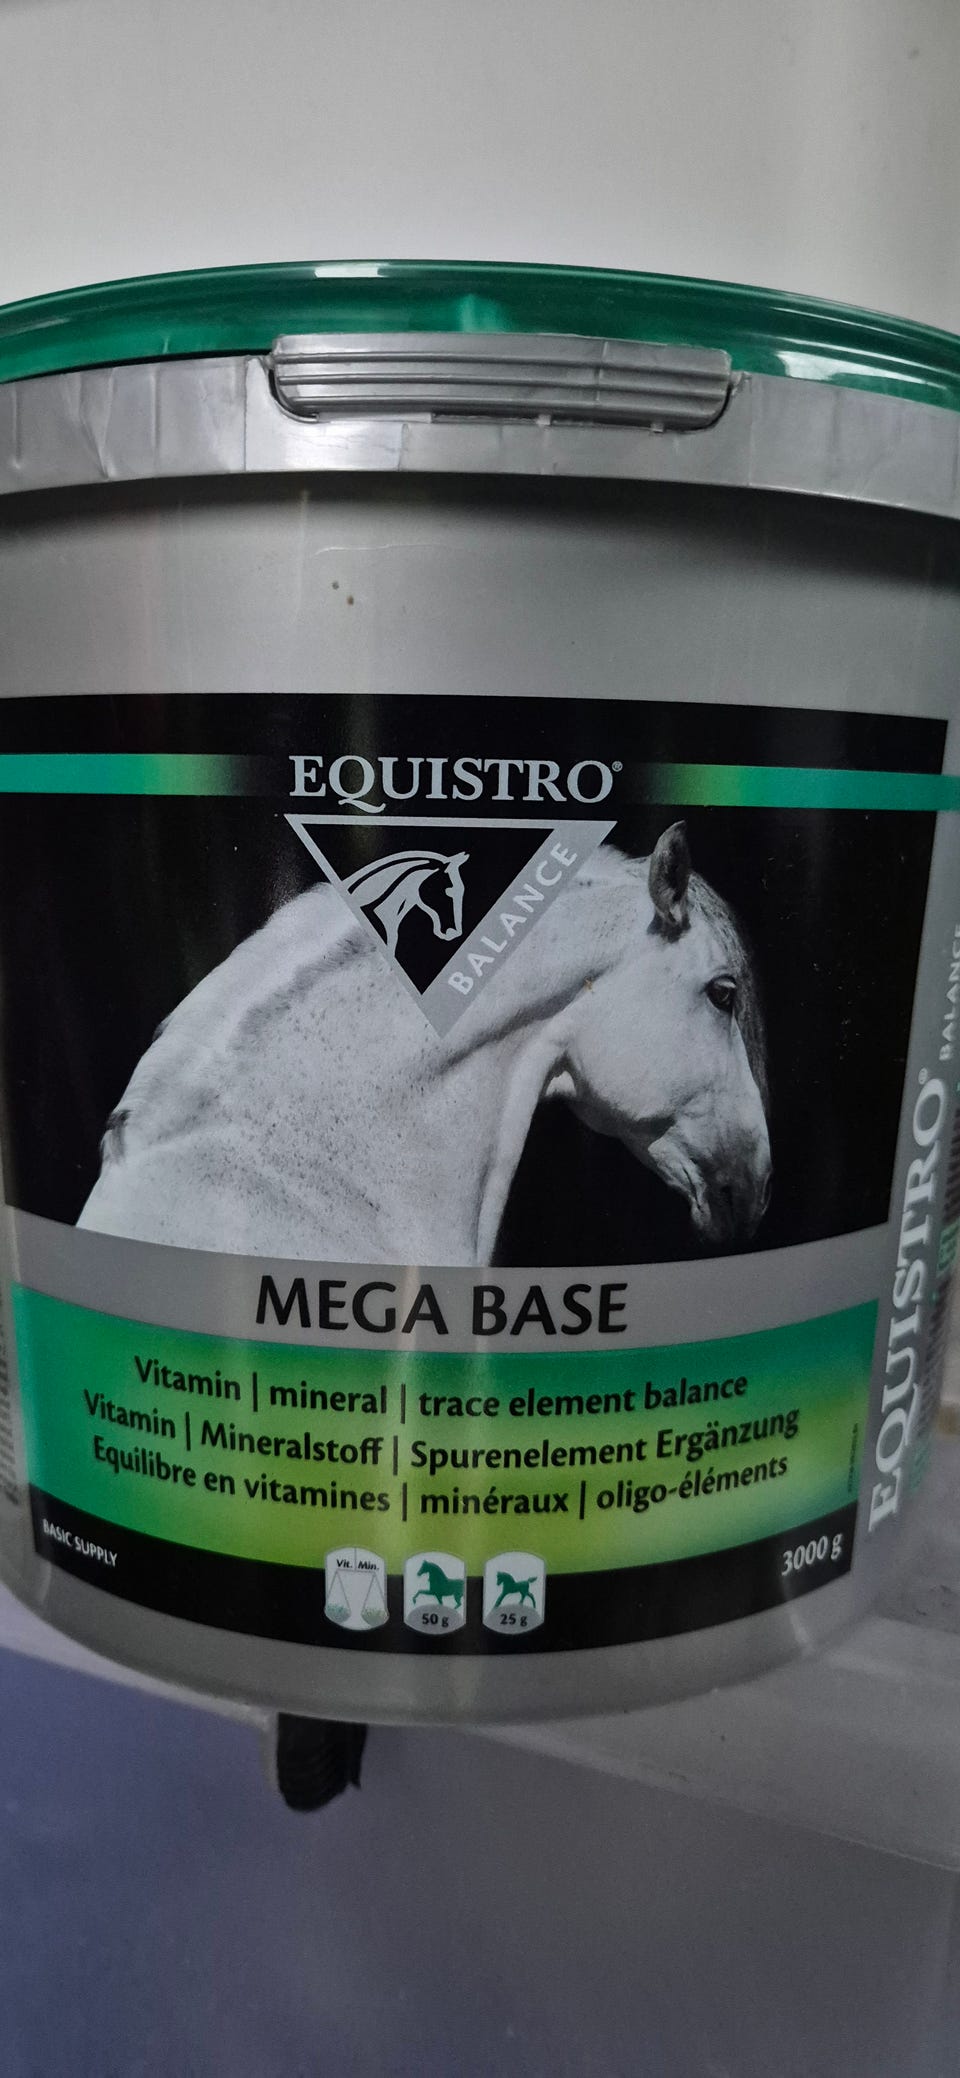 EQUISTRO®
BALANCE
MEGA BASE
Vitamin | mineral | trace element balance
Vitamin | Mineralstoff | Spurenelement Ergänzung
Equilibre en vitamines | minéraux | oligo-éléments
BASIC SUPPLY
3000 g
Vit. Min.
50 g
25 g
EQUISTRO® BALANCE